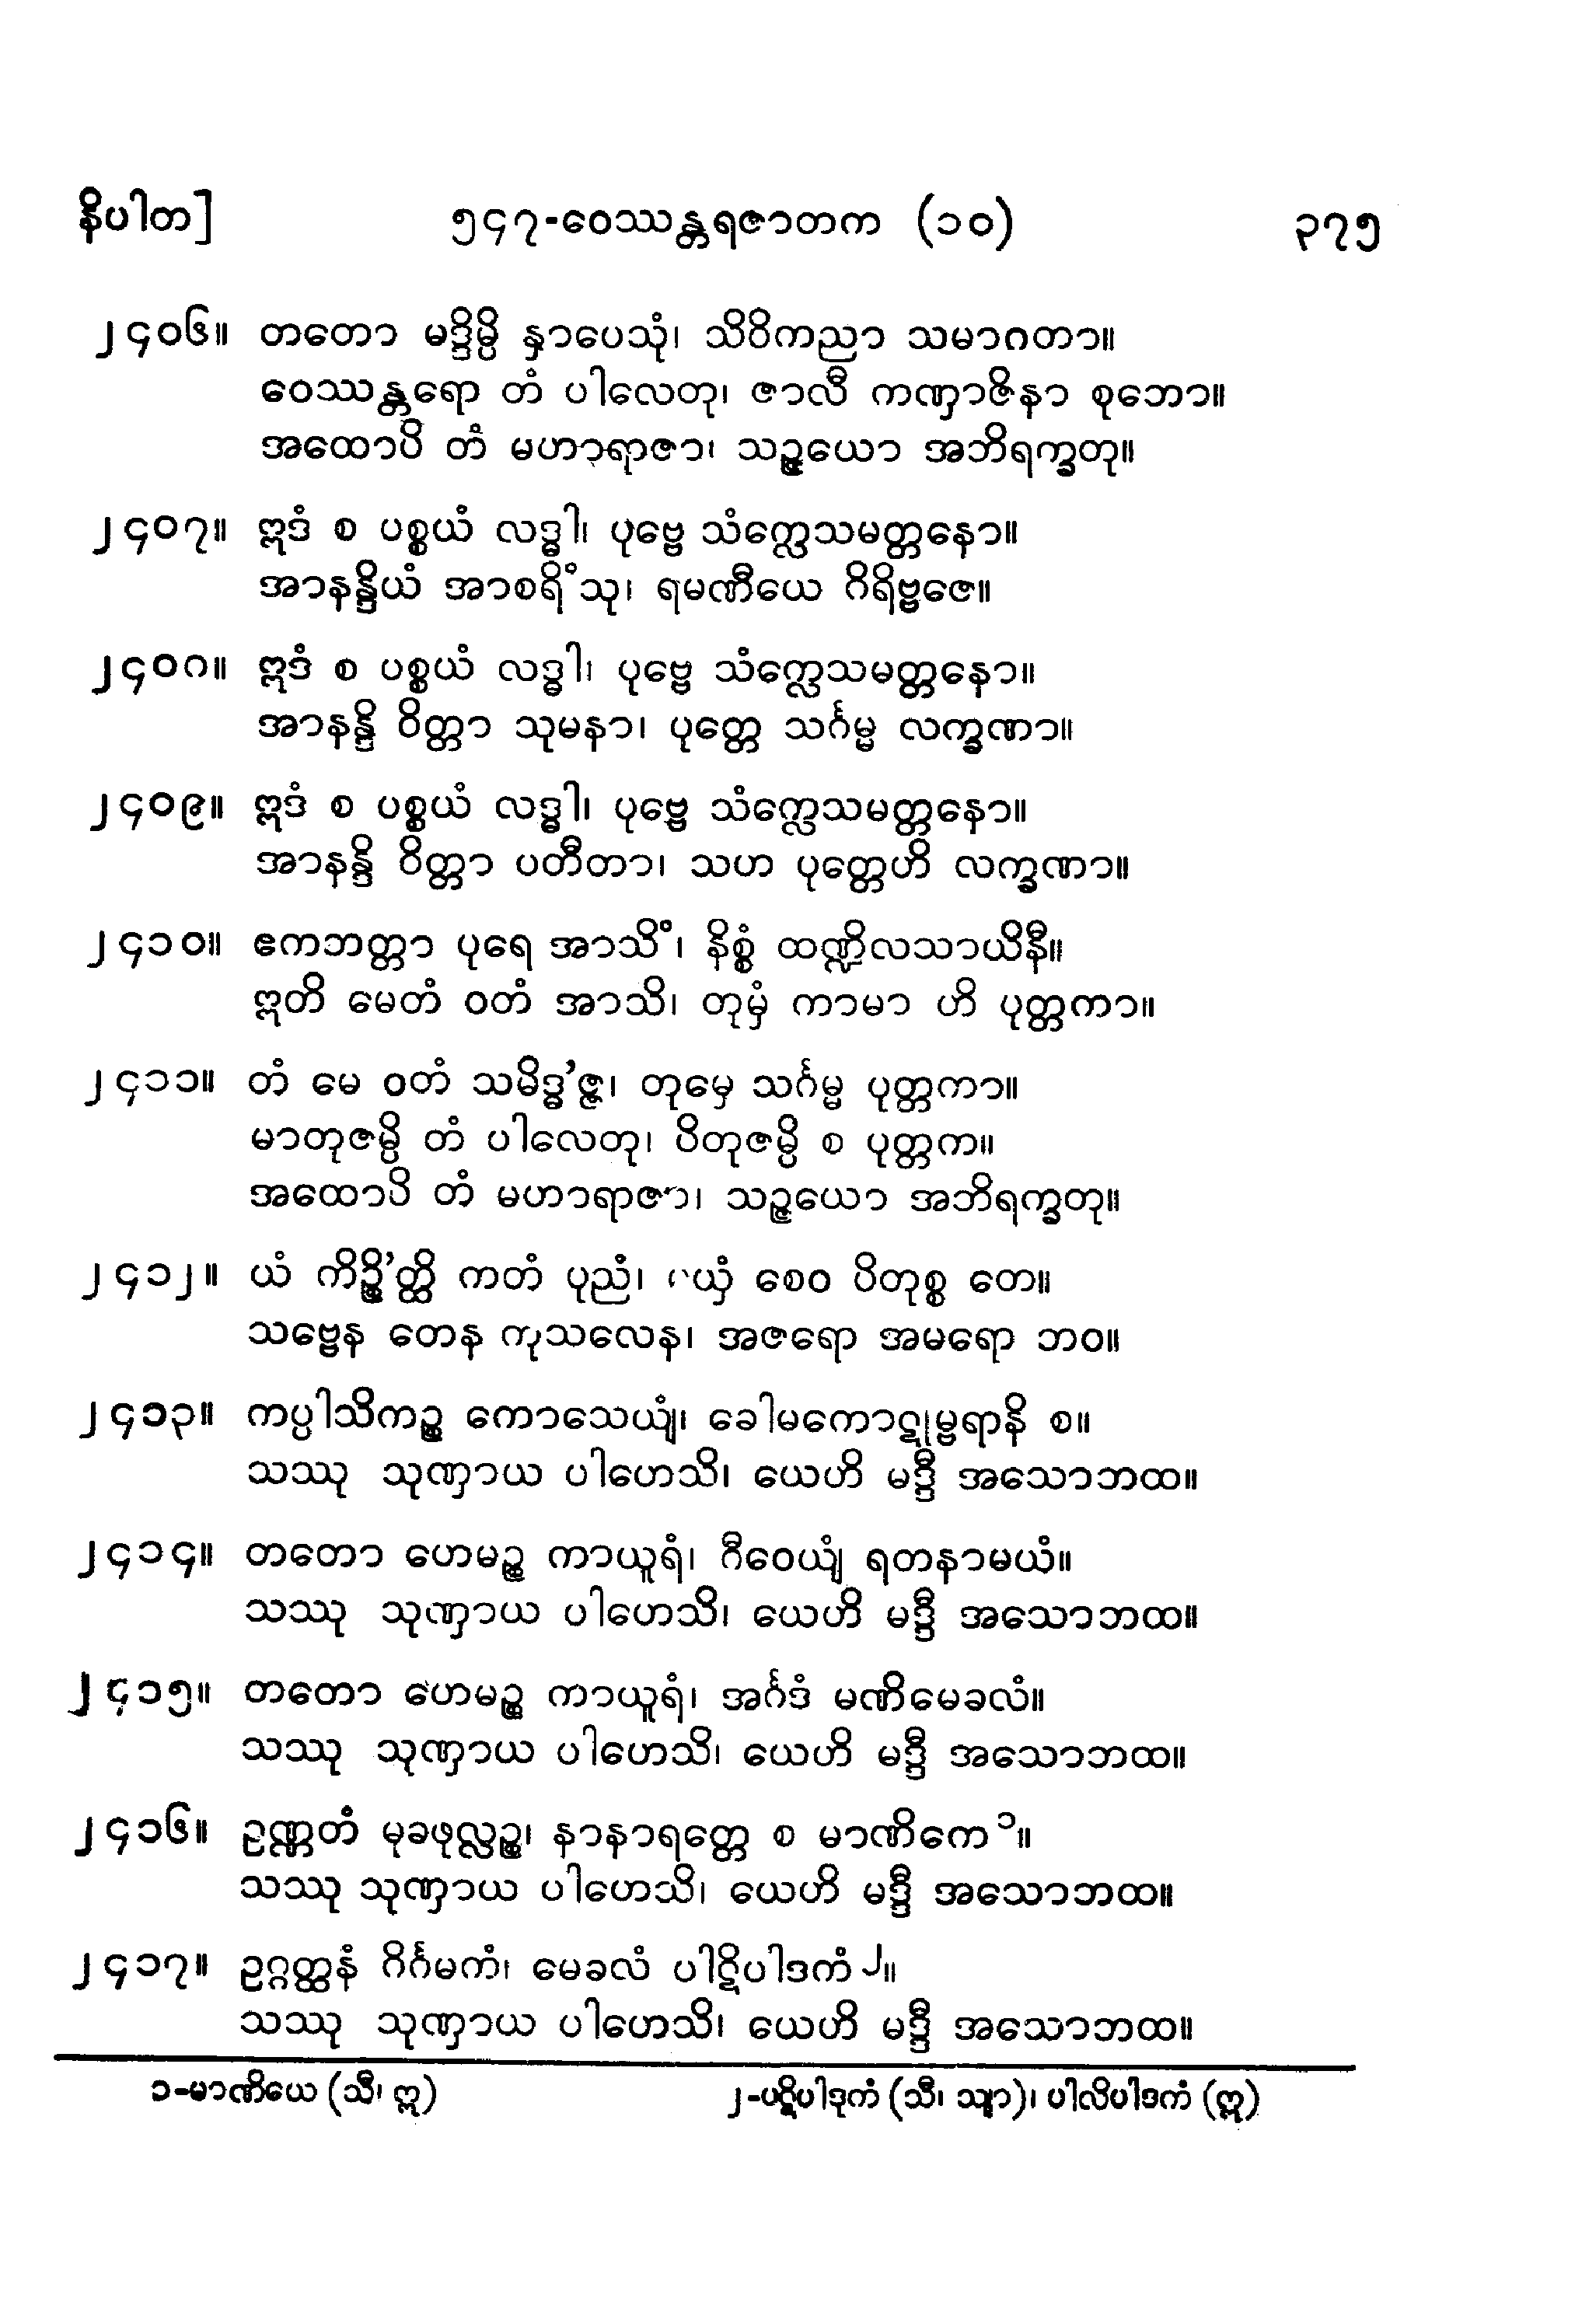 နိပါတ] ၅၄၇-ဝေဿန္တရဇာတက (၁၀) ၃၇၅
၂၄၀၆။ တတော မဒ္ဒိမ္ပိ နှာပေသုံ၊ သိဝိကညာ သမာဂတာ။
ဝေဿန္တရော တံ ပါလေတု၊ ဇာလီ ကဏှာဇိနာ စုဘော။
အထောပိ တံ မဟာရာဇာ၊ သဉ္ဇယော အဘိရက္ခတု။
၂၄၀၇။ ဣဒံ စ ပစ္စယံ လဒ္ဓါ၊ ပုဗ္ဗေ သံက္လေသမတ္တနော။
အာနန္ဒိယံ အာစရိံသု၊ ရမဏီယေ ဂိရိဗ္ဗဇေ။
၂၄၀၈။ ဣဒံ စ ပစ္စယံ လဒ္ဓါ၊ ပုဗ္ဗေ သံက္လေသမတ္တနော။
အာနန္ဒိ ဝိတ္တာ သုမနာ၊ ပုတ္တေ သင်္ဂမ္မ လက္ခဏာ။
၂၄၀၉။ ဣဒံ စ ပစ္စယံ လဒ္ဓါ၊ ပုဗ္ဗေ သံက္လေသမတ္တနော။
အာနန္ဒိ ဝိတ္တာ ပတီတာ၊ သဟ ပုတ္တေဟိ လက္ခဏာ။
၂၄၁၀။ ဧကဘတ္တာ ပုရေ အာသိံ၊ နိစ္စံ ထဏ္ဍိလသာယိနီ။
ဣတိ မေတံ ဝတံ အာသိ၊ တုမှံ ကာမာ ဟိ ပုတ္တကာ။
၂၄၁၁။ တံ မေ ဝတံ သမိဒ္ဓ’ဇ္ဇ၊ တုမှေ သင်္ဂမ္မ ပုတ္တကာ။
မာတုဇမ္ပိ တံ ပါလေတု၊ ပိတုဇမ္ပိ စ ပုတ္တက။
အထောပိ တံ မဟာရာဇာ၊ သဉ္ဇယော အဘိရက္ခတု။
၂၄၁၂။ ယံ ကိဉ္စိ’တ္ထိ ကတံ ပုညံ၊ မယှံ စေဝ ပိတုစ္စ တေ။
သဗ္ဗေန တေန ကုသလေန၊ အဇရော အမရော ဘဝ။
၂၄၁၃။ ကပ္ပါသိကဉ္စ ကောသေယျံ၊ ခေါမကောဋုမ္ဗရာနိ စ။
သဿု သုဏှာယ ပါဟေသိ၊ ယေဟိ မဒ္ဒီ အသောဘထ။
၂၄၁၄။ တတော ဟေမဉ္စ ကာယူရံ၊ ဂီဝေယျံ ရတနာမယံ။
သဿု သုဏှာယ ပါဟေသိ၊ ယေဟိ မဒ္ဒီ အသောဘထ။
၂၄၁၅။ တတော ဟေမဉ္စ ကာယူရံ၊ အင်္ဂဒံ မဏိမေခလံ။
သဿု သုဏှာယ ပါဟေသိ၊ ယေဟိ မဒ္ဒီ အသောဘထ။
၂၄၁၆။ ဥဏ္ဏတံ မုခဖုလ္လဉ္စ၊ နာနာရတ္တေ စ မာဏိကေ ၁။
သဿု သုဏှာယ ပါဟေသိ၊ ယေဟိ မဒ္ဒီ အသောဘထ။
၂၄၁၇။ ဥဂ္ဂတ္ထနံ ဂိင်္ဂမကံ၊ မေခလံ ပါဋိပါဒကံ ၂။
သဿု သုဏှာယ ပါဟေသိ၊ ယေဟိ မဒ္ဒီ အသောဘထ။
၁-မာဏိယေ (သီ၊ ဣ) ၂-ပဋိပါဒုကံ (သီ၊ သျာ)၊ ပါလိပါဒကံ (ဣ)